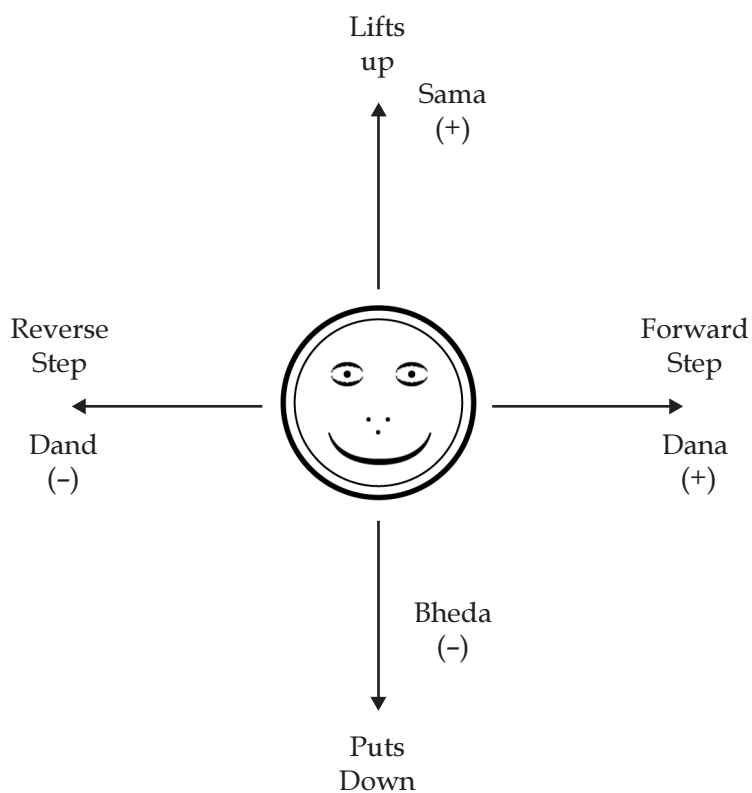 Lifts
up
Sama
(+)
Reverse
Step
Forward
Step
Dand
(–)
Dana
(+)
Bheda
(–)
Puts
Down